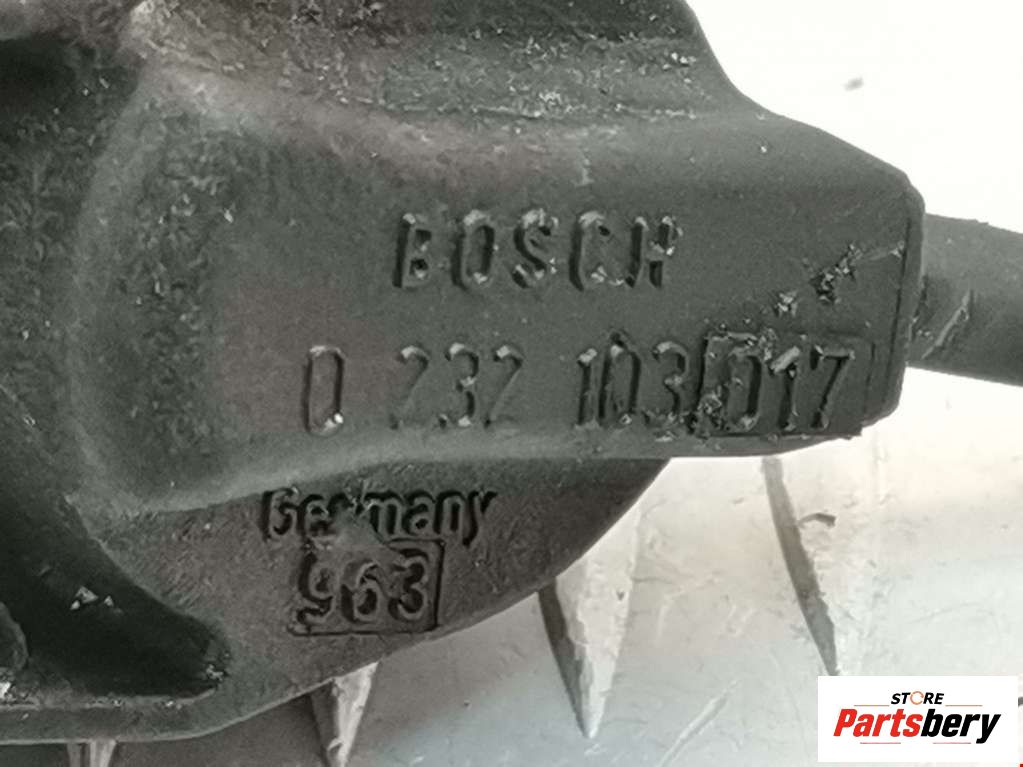 BOSCH
0 232 103 017
Germany
963
STORE
Partsbery